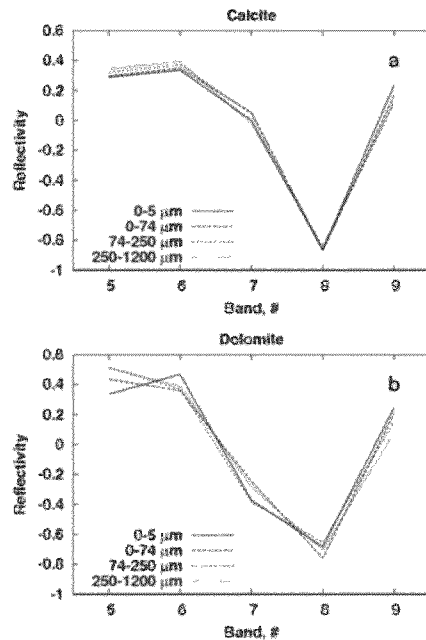 Calcite
a
0.6
0.4
0.2
0
-0.2
-0.4
-0.6
-0.8
-1
Reflectivity
0-5 μm
0-74 μm
74-250 μm
250-1200 μm
5 6 7 8 9
Band, #
Dolomite
b
0.6
0.4
0.2
0
-0.2
-0.4
-0.6
-0.8
-1
Reflectivity
0-5 μm
0-74 μm
74-250 μm
250-1200 μm
5 6 7 8 9
Band, #